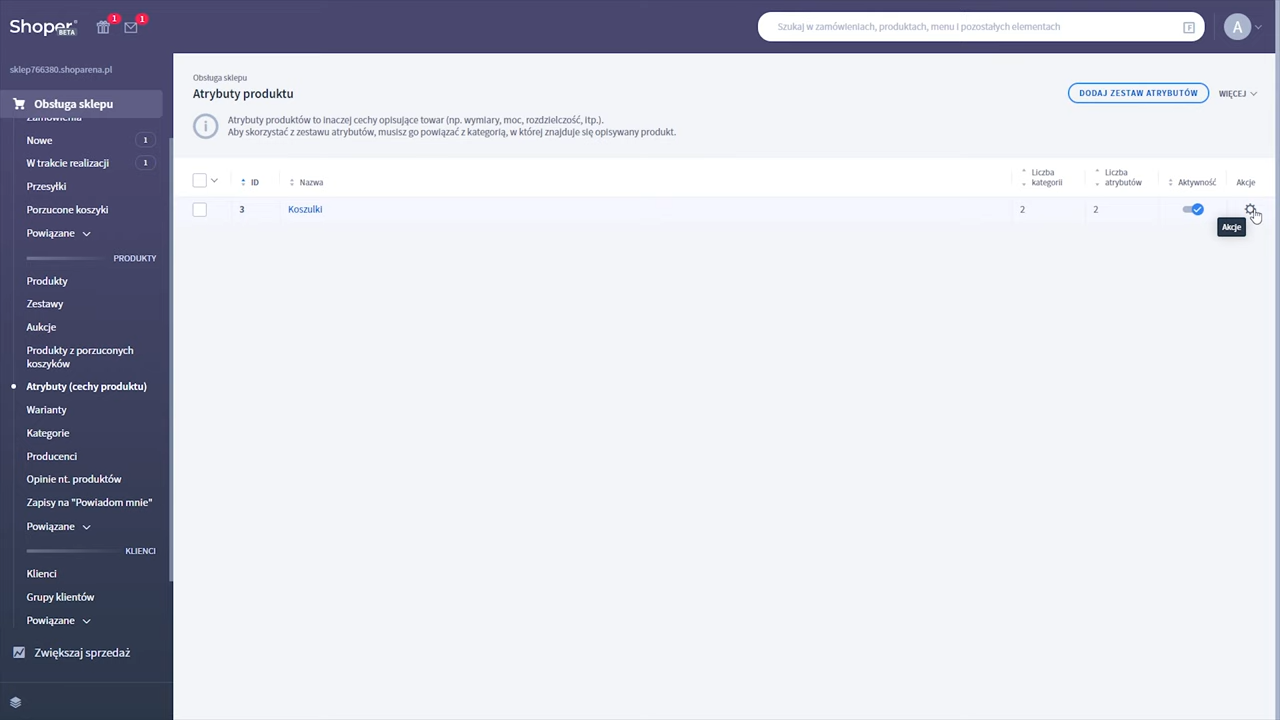 Shoper
BETA
1
1
Szukaj w zamówieniach, produktach, menu i pozostałych elementach
F
A
sklep766380.shoparena.pl
Obsługa sklepu
Zamówienia
Nowe
1
W trakcie realizacji
1
Przesyłki
Porzucone koszyki
Powiązane
PRODUKTY
Produkty
Zestawy
Aukcje
Produkty z porzuconych
koszyków
Atrybuty (cechy produktu)
Warianty
Kategorie
Producenci
Opinie nt. produktów
Zapisy na "Powiadom mnie"
Powiązane
KLIENCI
Klienci
Grupy klientów
Powiązane
Zwiększaj sprzedaż
Obsługa sklepu
Atrybuty produktu
DODAJ ZESTAW ATRYBUTÓW
WIĘCEJ
Atrybuty produktów to inaczej cechy opisujące towar (np. wymiary, moc, rozdzielczość, itp.).
Aby skorzystać z zestawu atrybutów, musisz go powiązać z kategorią, w której znajduje się opisywany produkt.
ID
Nazwa
Liczba
kategorii
Liczba
atrybutów
Aktywność
Akcje
3
Koszulki
2
2
Akcje